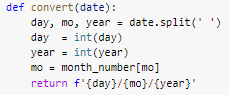 def convert(date):
    day, mo, year = date.split(' ')
    day  = int(day)
    year = int(year)
    mo = month_number[mo]
    return f'{day}/{mo}/{year}'